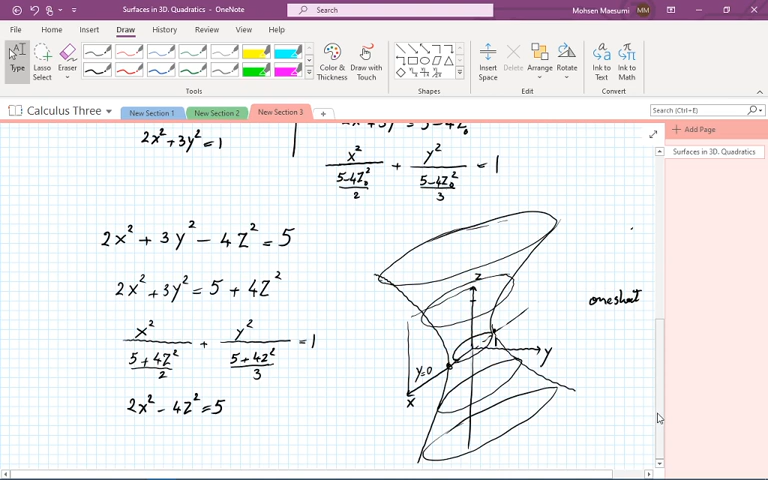 Surfaces in 3D. Quadratics - OneNote
Search
Mohsen Maesumi
MM
File Home Insert Draw History Review View Help
Type
Lasso Select
Eraser
Color & Thickness
Draw with Touch
Insert Space
Delete
Arrange
Rotate
Ink to Text
Ink to Math
Tools
Shapes
Edit
Convert
Calculus Three
New Section 1
New Section 2
New Section 3
Search (Ctrl+E)
Add Page
Surfaces in 3D. Quadratics
2x² + 3y² = 1
x² / ((5-4Z₀²)/2) + y² / ((5-4Z₀²)/3) = 1
2x² + 3y² - 4Z² = 5
2x² + 3y² = 5 + 4Z²
x² / ((5+4Z²)/2) + y² / ((5+4Z²)/3) = 1
2x² - 4Z² = 5
Z
y
y=0
x